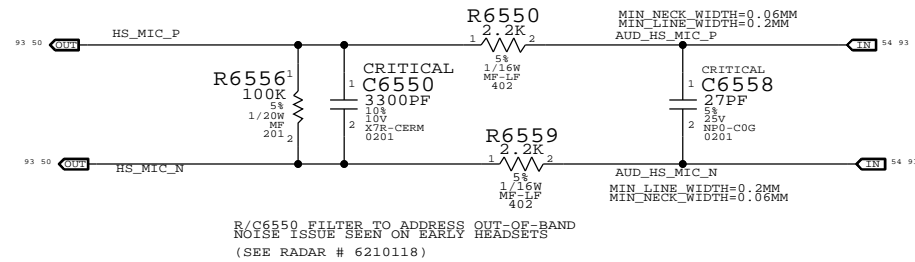 R6550
2.2K
1 2
5%
1/16W
MF-LF
402
MIN_NECK_WIDTH=0.06MM
MIN_LINE_WIDTH=0.2MM
AUD_HS_MIC_P
93 50 OUT
HS_MIC_P
IN 54 93
R6556
100K
5%
1/20W
MF
201
1
2
CRITICAL
C6550
3300PF
10%
10V
X7R-CERM
0201
1
2
CRITICAL
C6558
27PF
5%
25V
NP0-C0G
0201
1
2
R6559
2.2K
1 2
5%
1/16W
MF-LF
402
93 50 OUT
HS_MIC_N
IN 54 93
AUD_HS_MIC_N
MIN_LINE_WIDTH=0.2MM
MIN_NECK_WIDTH=0.06MM
R/C6550 FILTER TO ADDRESS OUT-OF-BAND
NOISE ISSUE SEEN ON EARLY HEADSETS
(SEE RADAR # 6210118)